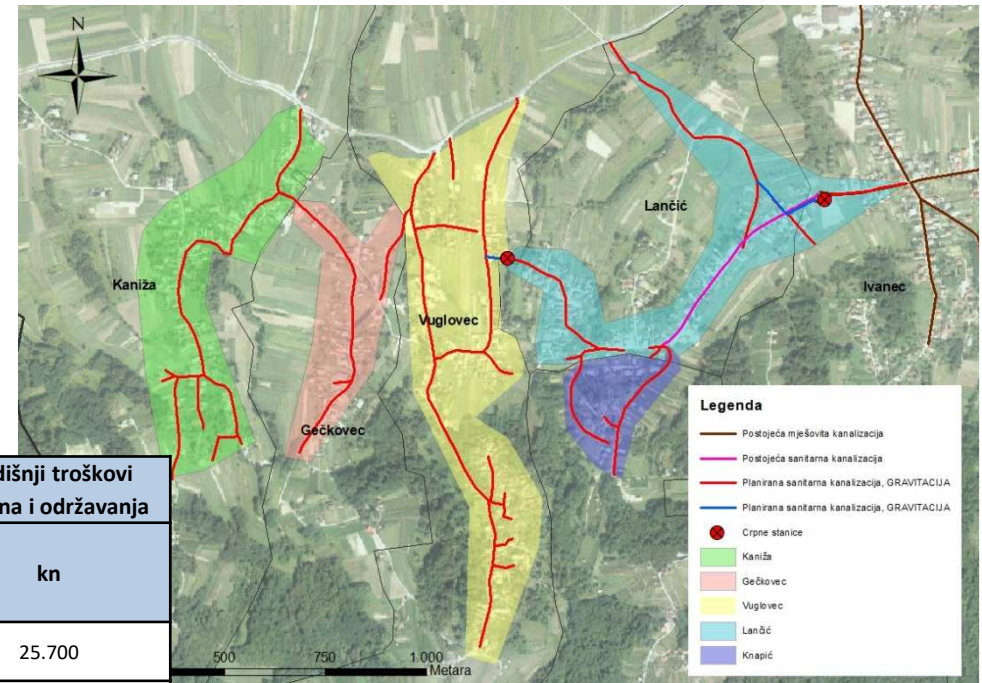 N
Lančić
Kaniža
Ivanec
Vuglovec
Gečkovec
Legenda
Postojeća mješovita kanalizacija
Postojeća sanitarna kanalizacija
Planirana sanitarna kanalizacija, GRAVITACIJA
Planirana sanitarna kanalizacija, GRAVITACIJA
Crpne stanice
Kaniža
Gečkovec
Vuglovec
Lančić
Knapić
500 750 1.000
Metara
dišnji troškovi
na i održavanja
kn
25.700